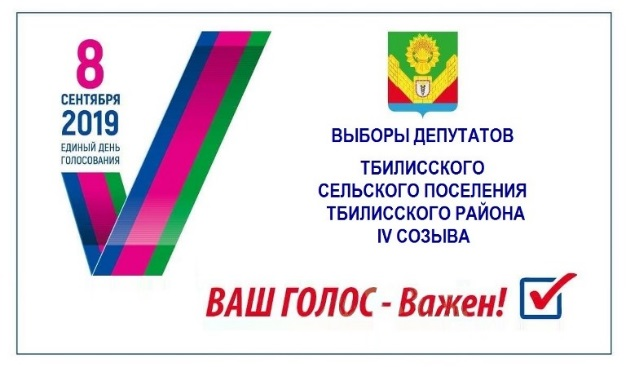 8
СЕНТЯБРЯ
2019
ЕДИНЫЙ ДЕНЬ
ГОЛОСОВАНИЯ
ВЫБОРЫ ДЕПУТАТОВ
ТБИЛИССКОГО
СЕЛЬСКОГО ПОСЕЛЕНИЯ
ТБИЛИССКОГО РАЙОНА
IV СОЗЫВА
ВАШ ГОЛОС - Важен!